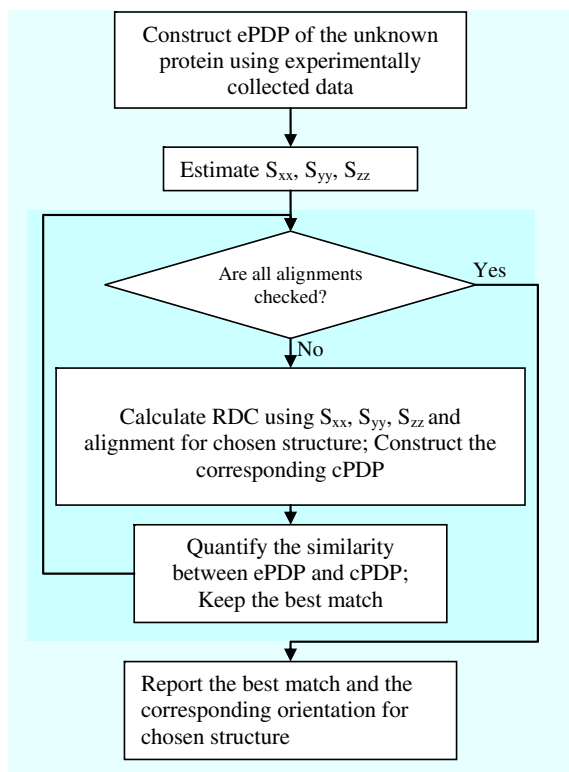 Construct ePDP of the unknown
protein using experimentally
collected data
Estimate Sxx, Syy, Szz
Are all alignments
checked?
Yes
No
Calculate RDC using Sxx, Syy, Szz and
alignment for chosen structure; Construct the
corresponding cPDP
Quantify the similarity
between ePDP and cPDP;
Keep the best match
Report the best match and the
corresponding orientation for
chosen structure